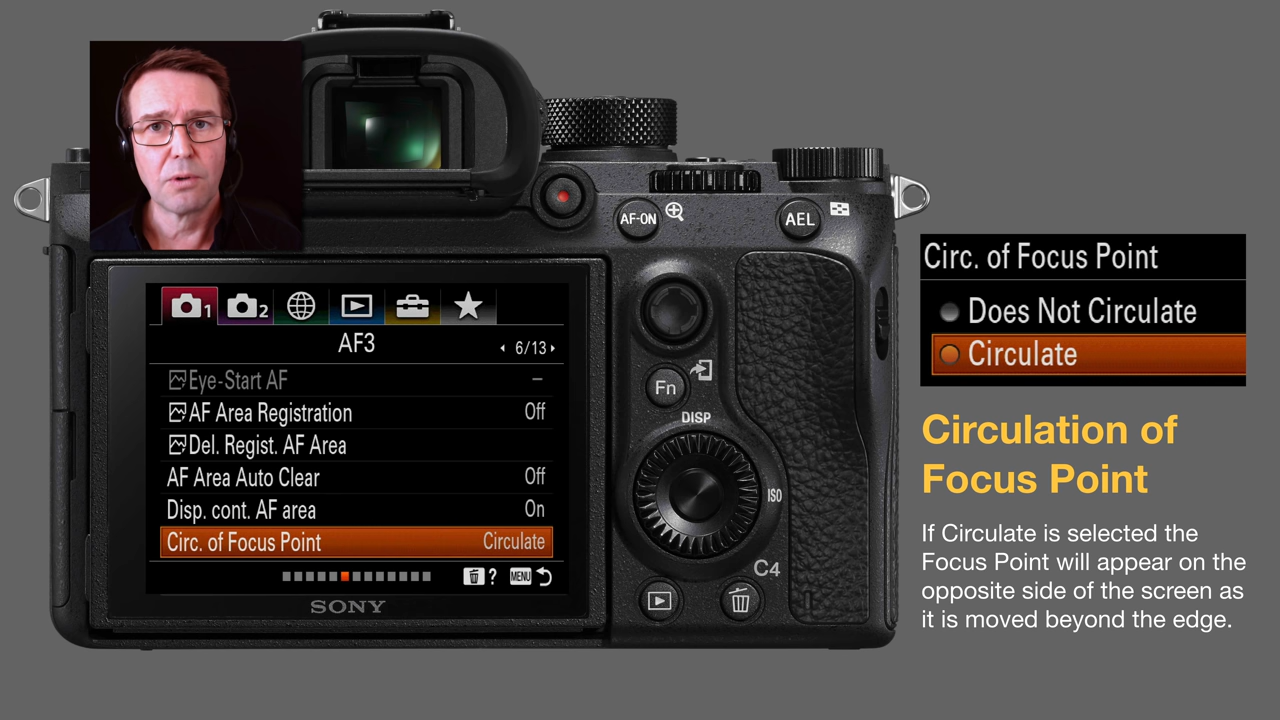 AF-ON
AEL
1
2
AF3
6/13
Eye-Start AF –
AF Area Registration Off
Del. Regist. AF Area
AF Area Auto Clear Off
Disp. cont. AF area On
Circ. of Focus Point Circulate
? MENU
SONY
Fn
DISP
ISO
C4
Circ. of Focus Point
Does Not Circulate
Circulate
Circulation of
Focus Point
If Circulate is selected the
Focus Point will appear on the
opposite side of the screen as
it is moved beyond the edge.